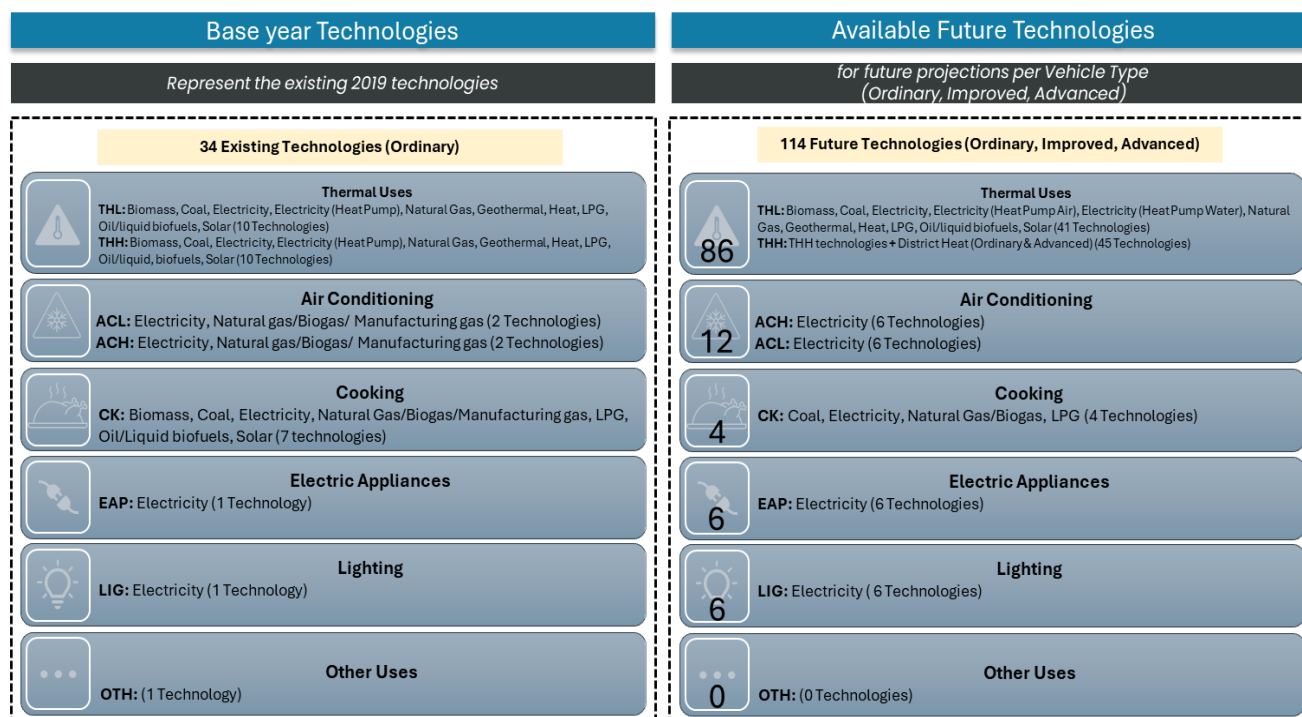 Base year Technologies
Represent the existing 2019 technologies
34 Existing Technologies (Ordinary)
Thermal Uses
THL: Biomass, Coal, Electricity, Electricity (Heat Pump), Natural Gas, Geothermal, Heat, LPG,
Oil/liquid biofuels, Solar (10 Technologies)
THH: Biomass, Coal, Electricity, Electricity (Heat Pump), Natural Gas, Geothermal, Heat, LPG,
Oil/liquid, biofuels, Solar (10 Technologies)
Air Conditioning
ACL: Electricity, Natural gas/Biogas/ Manufacturing gas (2 Technologies)
ACH: Electricity, Natural gas/Biogas/ Manufacturing gas (2 Technologies)
Cooking
CK: Biomass, Coal, Electricity, Natural Gas/Biogas/Manufacturing gas, LPG,
Oil/Liquid biofuels, Solar (7 technologies)
Electric Appliances
EAP: Electricity (1 Technology)
Lighting
LIG: Electricity (1 Technology)
Other Uses
OTH: (1 Technology)
Available Future Technologies
for future projections per Vehicle Type
(Ordinary, Improved, Advanced)
114 Future Technologies (Ordinary, Improved, Advanced)
Thermal Uses
THL: Biomass, Coal, Electricity, Electricity (Heat Pump Air), Electricity (Heat Pump Water), Natural
Gas, Geothermal, Heat, LPG, Oil/liquid biofuels, Solar (41 Technologies)
THH: THH technologies + District Heat (Ordinary & Advanced) (45 Technologies)
86
Air Conditioning
ACH: Electricity (6 Technologies)
ACL: Electricity (6 Technologies)
12
Cooking
CK: Coal, Electricity, Natural Gas/Biogas, LPG (4 Technologies)
4
Electric Appliances
EAP: Electricity (6 Technologies)
6
Lighting
LIG: Electricity ( 6 Technologies)
6
Other Uses
OTH: (0 Technologies)
0